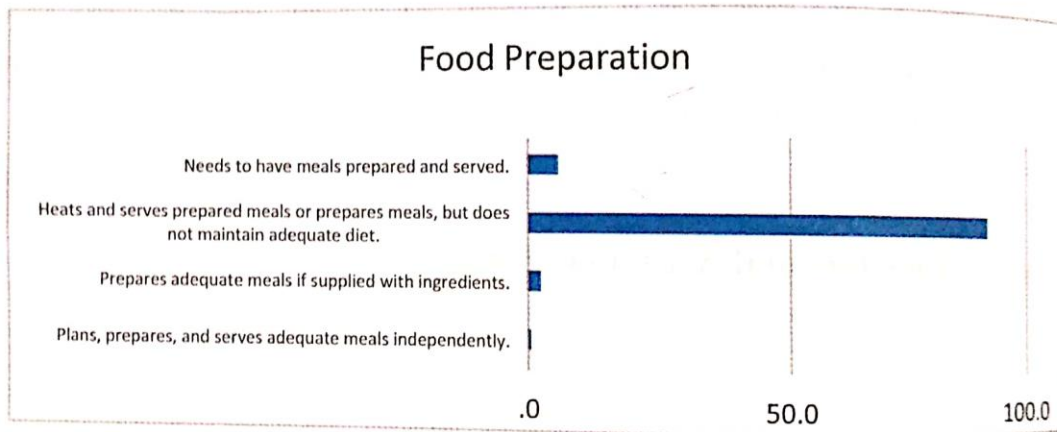 Food Preparation
Needs to have meals prepared and served.
Heats and serves prepared meals or prepares meals, but does
not maintain adequate diet.
Prepares adequate meals if supplied with ingredients.
Plans, prepares, and serves adequate meals independently.
.0 50.0 100.0